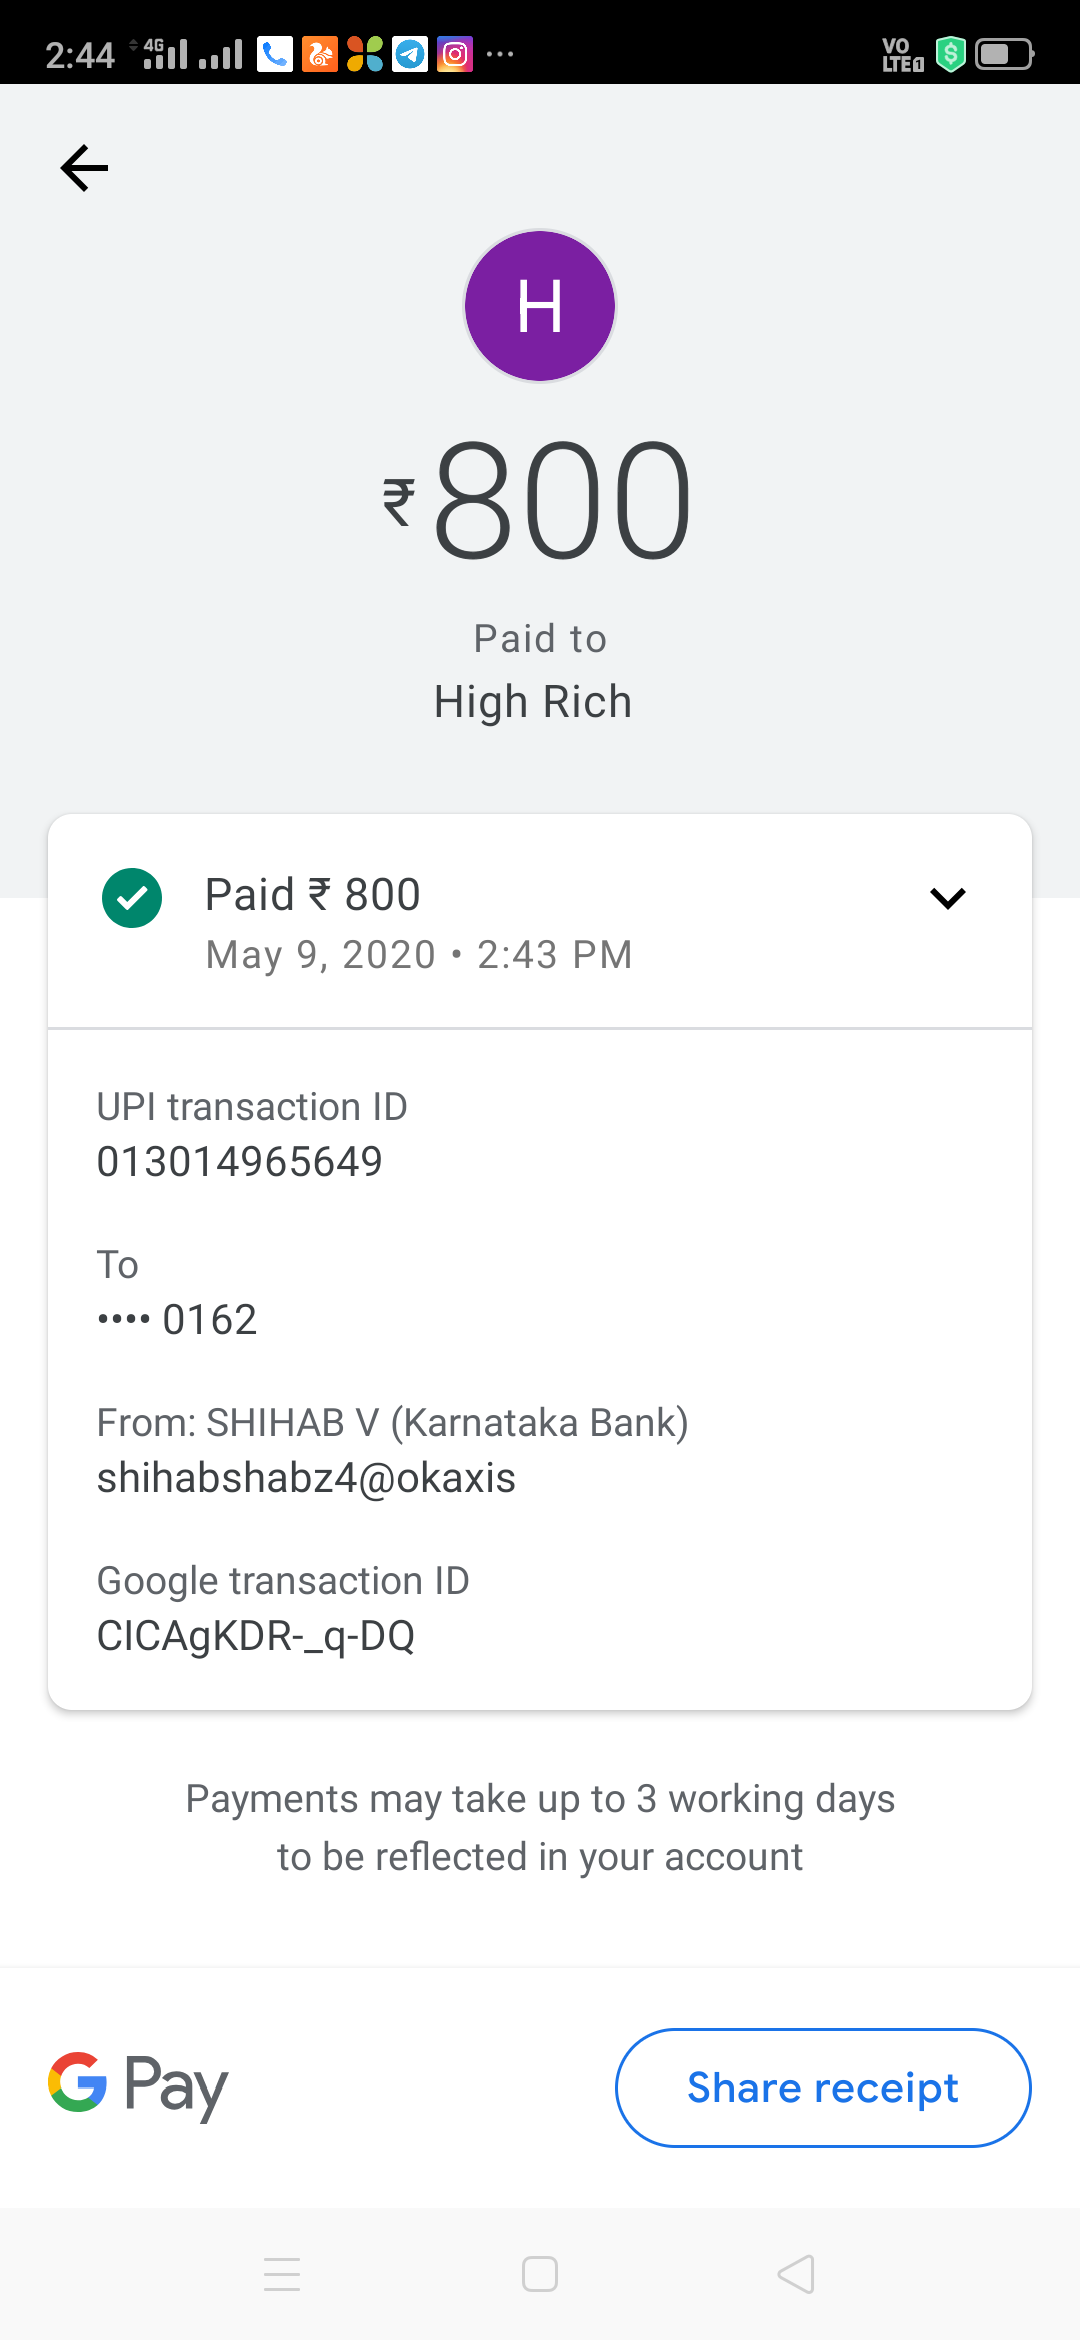 2:44 4G VO LTE 1
H
₹800
Paid to
High Rich
Paid ₹ 800
May 9, 2020 • 2:43 PM
UPI transaction ID
013014965649
To
•••• 0162
From: SHIHAB V (Karnataka Bank)
shihabshabz4@okaxis
Google transaction ID
CICAgKDR-_q-DQ
Payments may take up to 3 working days
to be reflected in your account
G Pay
Share receipt